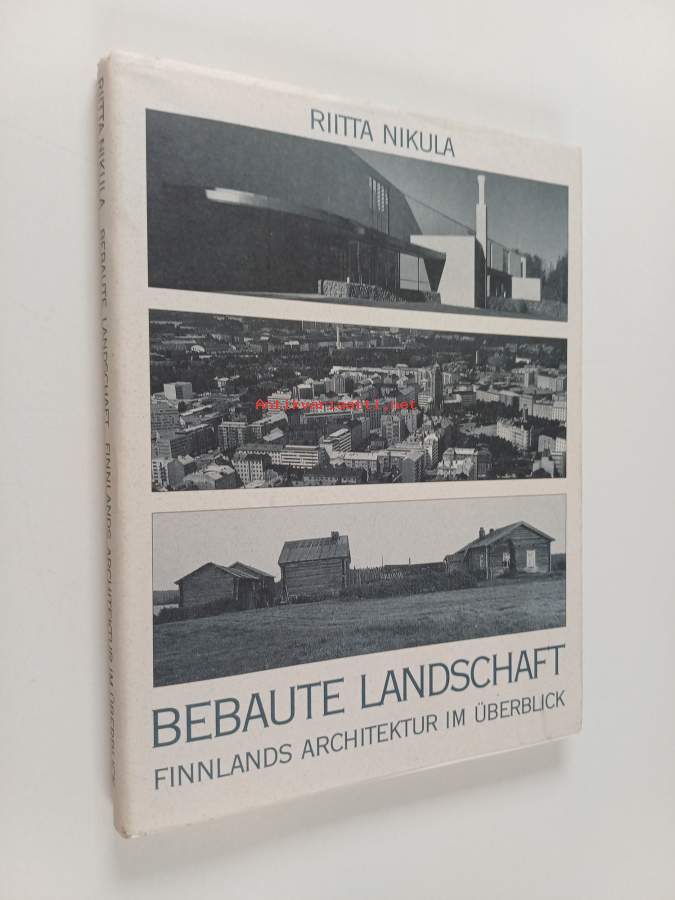 RIITTA NIKULA
BEBAUTE LANDSCHAFT
FINNLANDS ARCHITEKTUR IM ÜBERBLICK
RIITTA NIKULA BEBAUTE LANDSCHAFT FINNLANDS ARCHITEKTUR IM ÜBERBLICK
Antikvariaatti.net